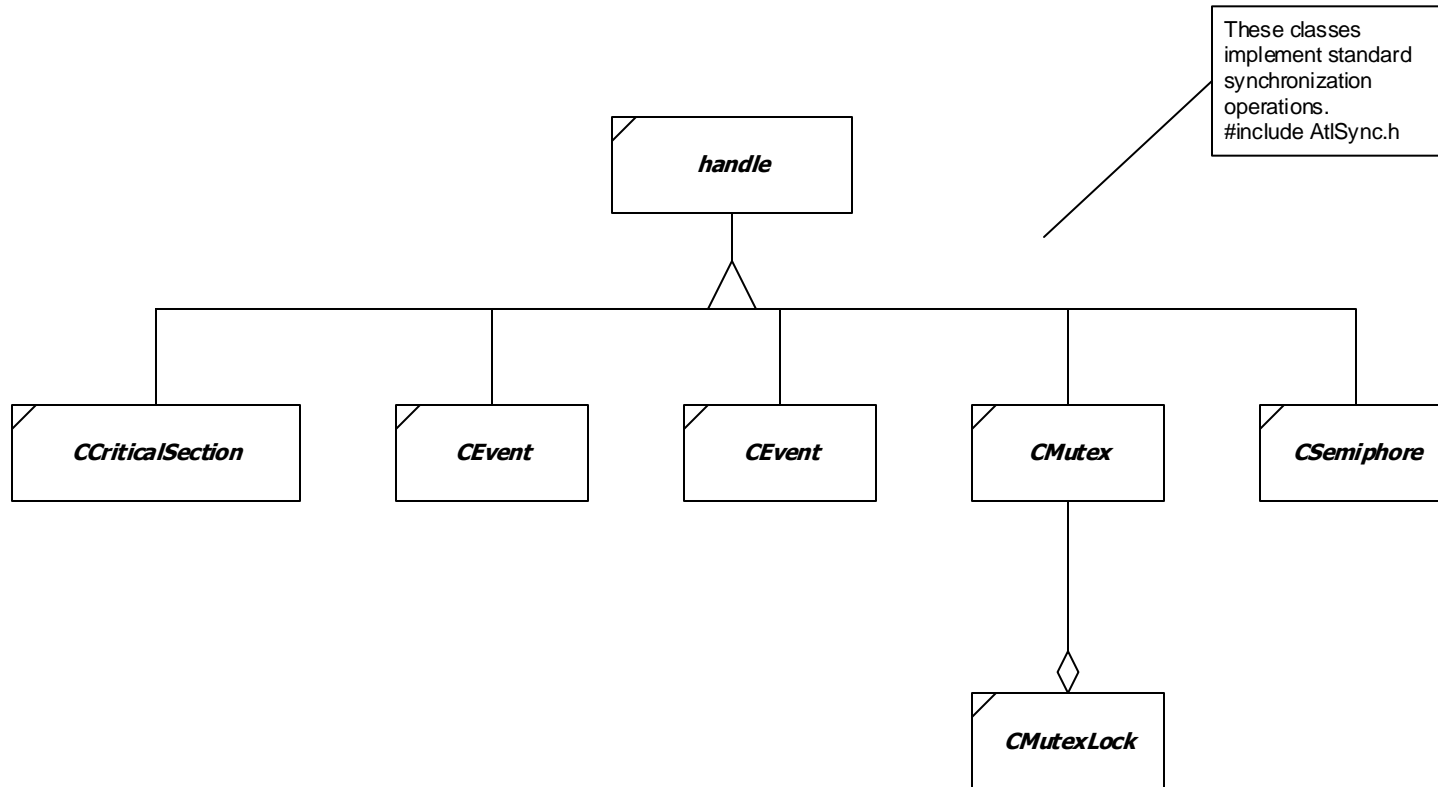 These classes
implement standard
synchronization
operations.
#include AtlSync.h
handle
CCriticalSection
CEvent
CEvent
CMutex
CSemiphore
CMutexLock